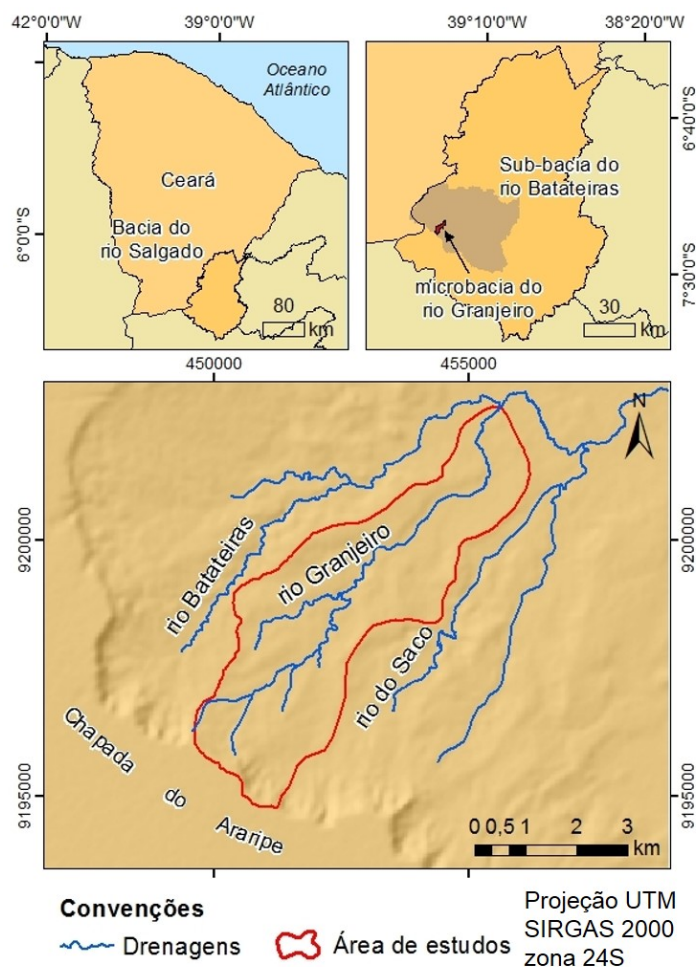 42°0'0"W
39°0'0"W
39°10'0"W
38°20'0"W
Oceano
Atlântico
Ceará
Bacia do
rio Salgado
6°0'0"S
80
km
Sub-bacia do
rio Batateiras
microbacia do
rio Granjeiro
30
km
6°40'0"S
7°30'0"S
450000
455000
N
9200000
9200000
rio Batateiras
rio Granjeiro
rio do Saco
Chapada do Araripe
9195000
9195000
0 0,5 1 2 3
km
Convenções
Drenagens
Área de estudos
Projeção UTM
SIRGAS 2000
zona 24S